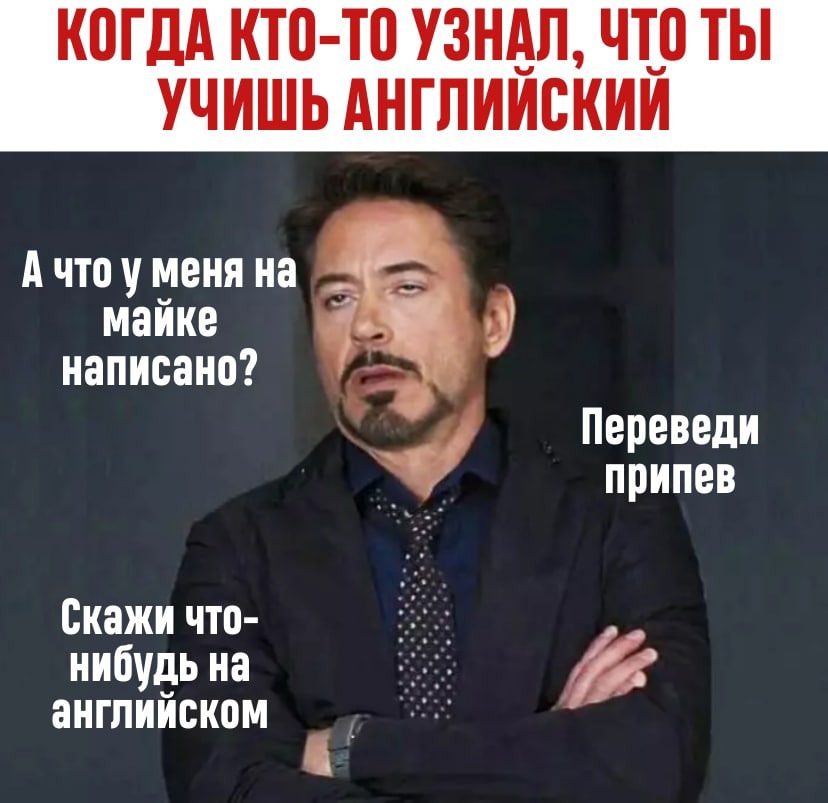 КОГДА КТО-ТО УЗНАЛ, ЧТО ТЫ
УЧИШЬ АНГЛИЙСКИЙ
А что у меня на
майке
написано?
Переведи
припев
Скажи что-
нибудь на
английском